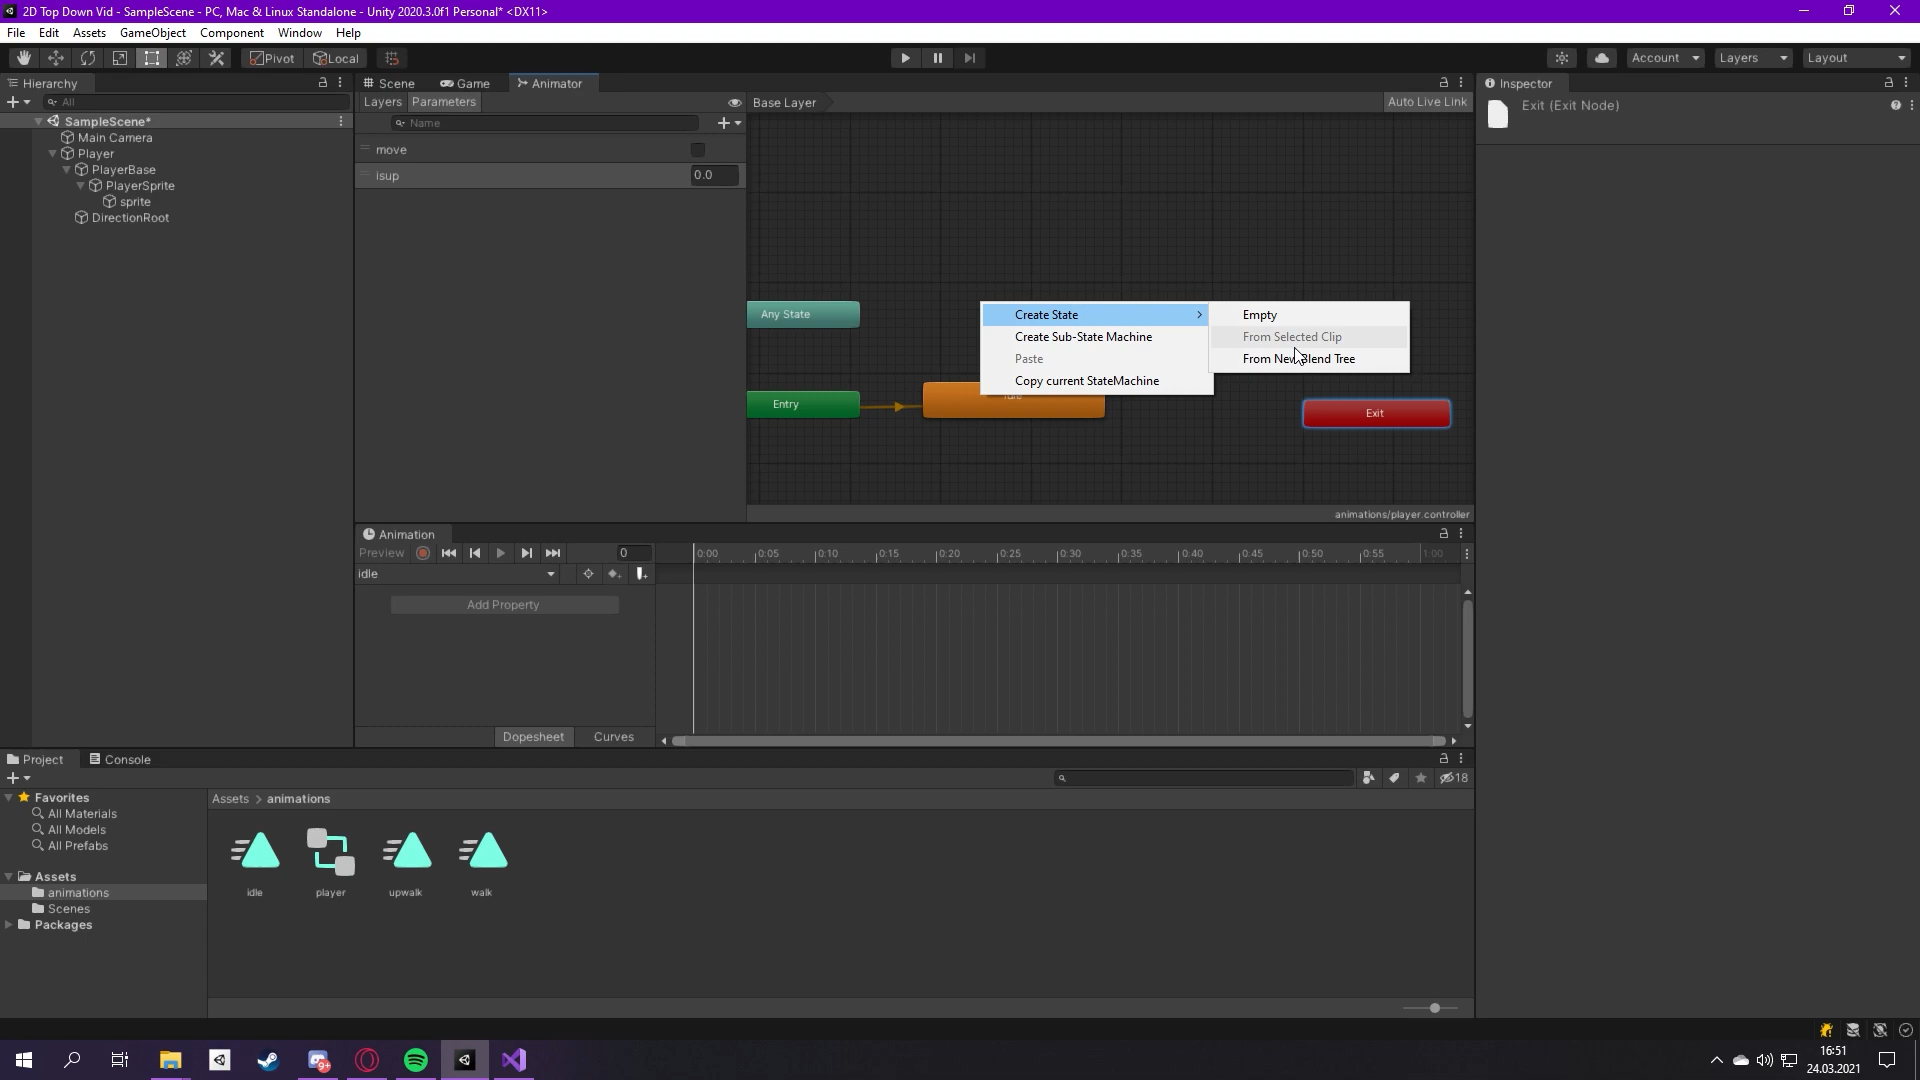 2D Top Down Vid - SampleScene - PC, Mac & Linux Standalone - Unity 2020.3.0f1 Personal* <DX11>
File Edit Assets GameObject Component Window Help
Pivot Local Account Layers Layout
Hierarchy
All
SampleScene*
Main Camera
Player
PlayerBase
PlayerSprite
sprite
DirectionRoot
Scene Game Animator
Layers Parameters
Name
move
isup 0.0
Base Layer Auto Live Link
Any State
Entry
Exit
Create State
Create Sub-State Machine
Paste
Copy current StateMachine
Empty
From Selected Clip
From New Blend Tree
animations/player.controller
Inspector
Exit (Exit Node)
Animation
Preview 0
0:00 0:05 0:10 0:15 0:20 0:25 0:30 0:35 0:40 0:45 0:50 0:55 1:00
idle
Add Property
Dopesheet Curves
Project Console
18
Favorites
All Materials
All Models
All Prefabs
Assets
animations
Scenes
Packages
Assets > animations
idle player upwalk walk
9+
16:51
24.03.2021